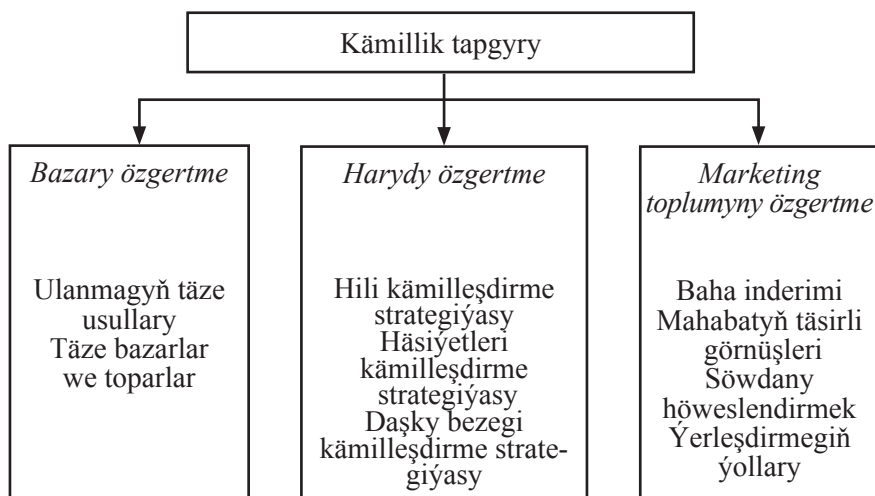 Kämillik tapgyry
Bazary özgertme
Ulanmagyň täze
usullary
Täze bazarlar
we toparlar
Harydy özgertme
Hili kämilleşdirme
strategiýasy
Häsiýetleri
kämilleşdirme
strategiýasy
Daşky bezegi
kämilleşdirme strate-
giýasy
Marketing
toplumyny özgertme
Baha inderimi
Mahabatyň täsirli
görnüşleri
Söwdany
höweslendirmek
Ýerleşdirmegiň
ýollary